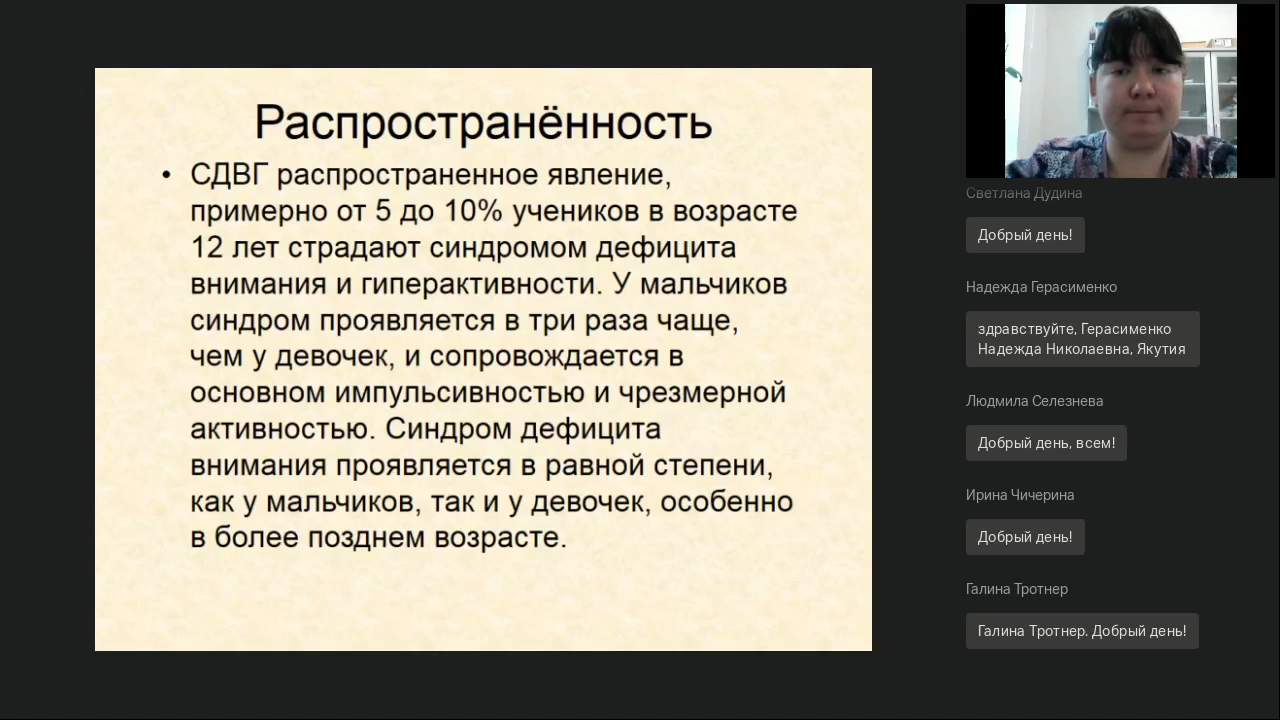 Распространённость
• СДВГ распространенное явление,
примерно от 5 до 10% учеников в возрасте
12 лет страдают синдромом дефицита
внимания и гиперактивности. У мальчиков
синдром проявляется в три раза чаще,
чем у девочек, и сопровождается в
основном импульсивностью и чрезмерной
активностью. Синдром дефицита
внимания проявляется в равной степени,
как у мальчиков, так и у девочек, особенно
в более позднем возрасте.
Светлана Дудина
Добрый день!
Надежда Герасименко
здравствуйте, Герасименко
Надежда Николаевна, Якутия
Людмила Селезнева
Добрый день, всем!
Ирина Чичерина
Добрый день!
Галина Тротнер
Галина Тротнер. Добрый день!